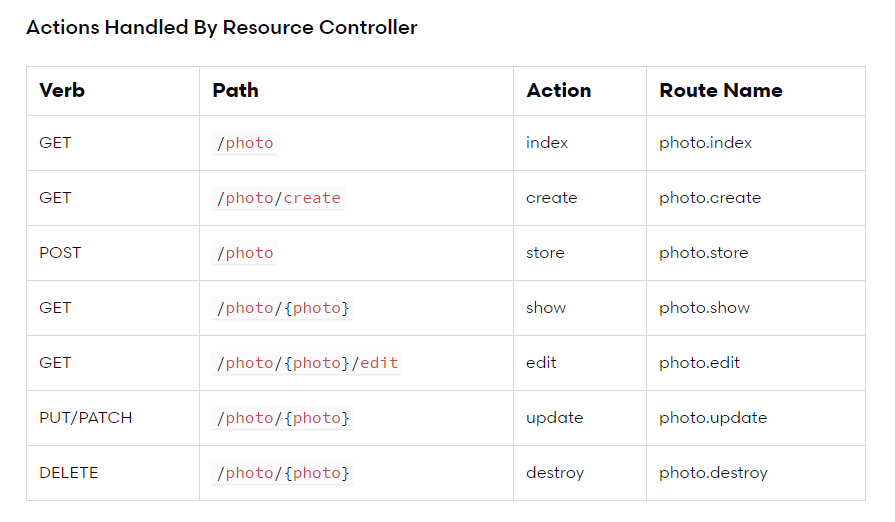 Actions Handled By Resource Controller
Verb Path Action Route Name
GET /photo index photo.index
GET /photo/create create photo.create
POST /photo store photo.store
GET /photo/{photo} show photo.show
GET /photo/{photo}/edit edit photo.edit
PUT/PATCH /photo/{photo} update photo.update
DELETE /photo/{photo} destroy photo.destroy